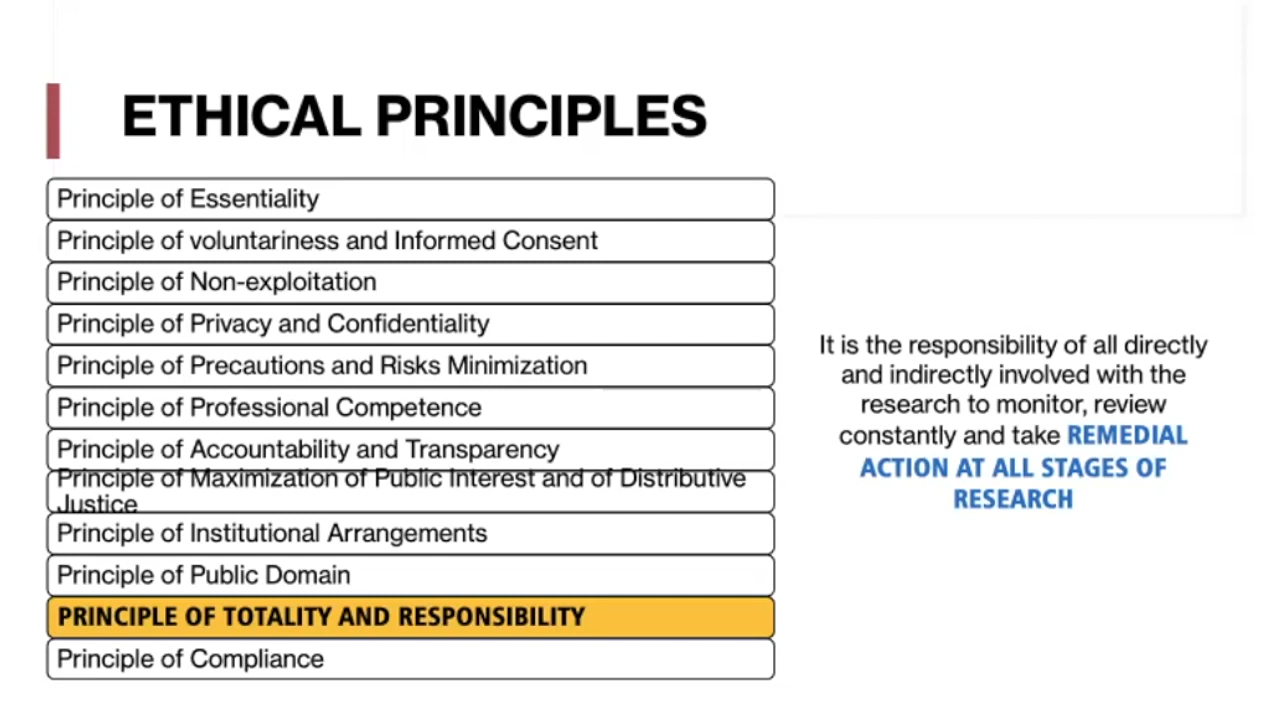 ETHICAL PRINCIPLES
Principle of Essentiality
Principle of voluntariness and Informed Consent
Principle of Non-exploitation
Principle of Privacy and Confidentiality
Principle of Precautions and Risks Minimization
Principle of Professional Competence
Principle of Accountability and Transparency
Principle of Maximization of Public Interest and of Distributive
Justice
Principle of Institutional Arrangements
Principle of Public Domain
PRINCIPLE OF TOTALITY AND RESPONSIBILITY
Principle of Compliance
It is the responsibility of all directly
and indirectly involved with the
research to monitor, review
constantly and take REMEDIAL
ACTION AT ALL STAGES OF
RESEARCH